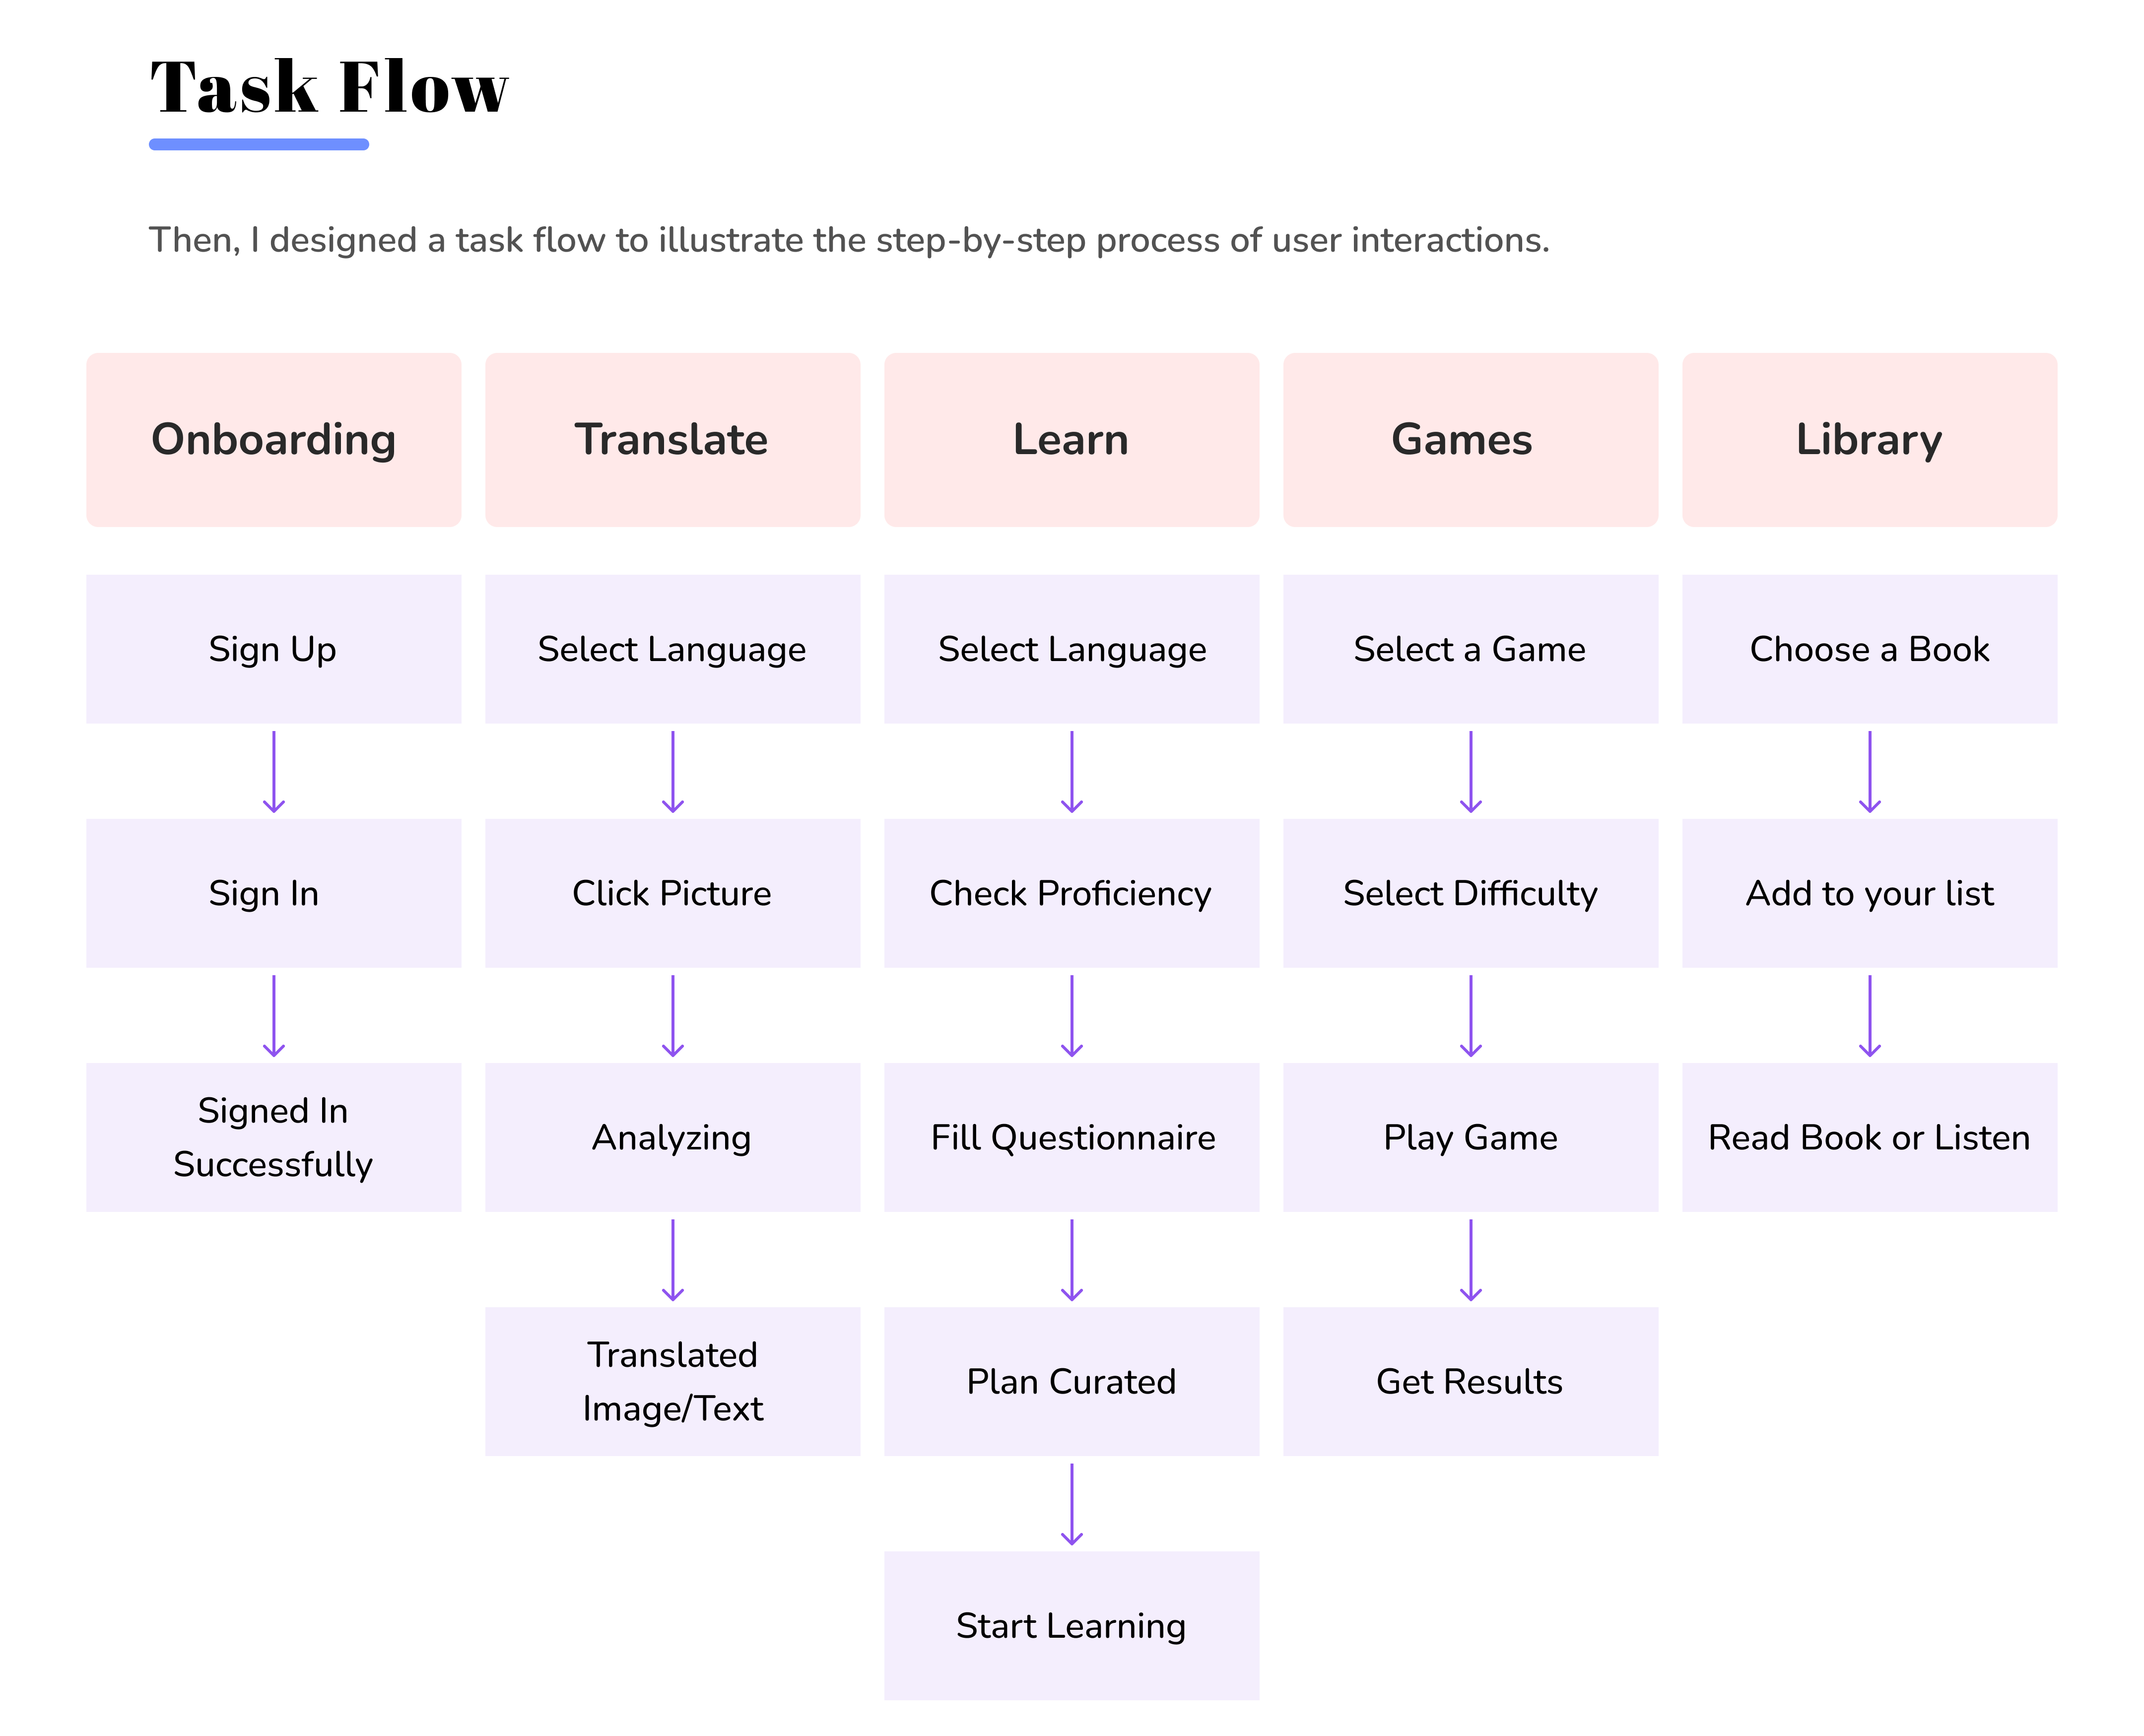 Task Flow
Then, I designed a task flow to illustrate the step-by-step process of user interactions.
Onboarding
Translate
Learn
Games
Library
Sign Up
Select Language
Select Language
Select a Game
Choose a Book
Sign In
Click Picture
Check Proficiency
Select Difficulty
Add to your list
Signed In
Successfully
Analyzing
Fill Questionnaire
Play Game
Read Book or Listen
Translated
Image/Text
Plan Curated
Get Results
Start Learning